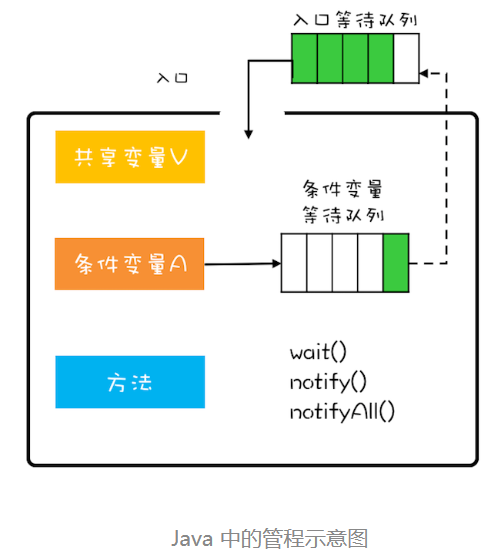 入口等待队列
入口
共享变量V
条件变量
等待队列
条件变量A
方法
wait()
notify()
notifyAll()
Java 中的管程示意图